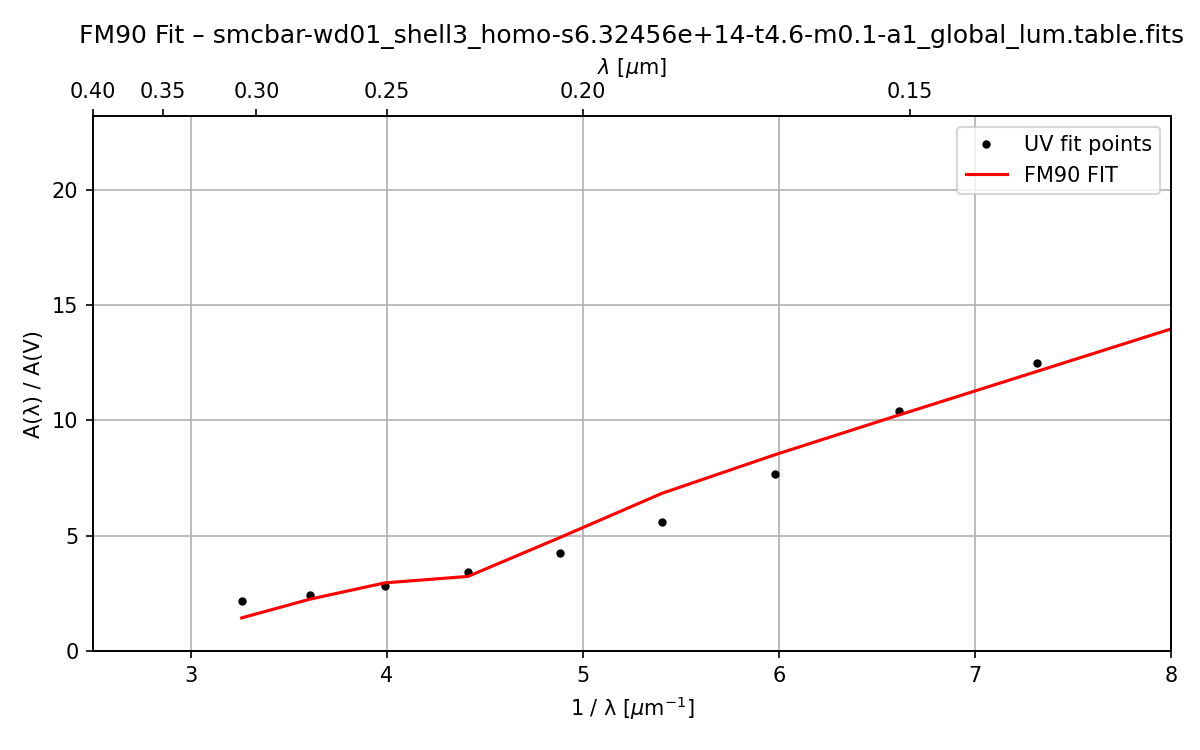 FM90 Fit – smcbar-wd01_shell3_homo-s6.32456e+14-t4.6-m0.1-a1_global_lum.table.fits
λ [μm]
0.40 0.35 0.30 0.25 0.20 0.15
UV fit points
FM90 FIT
20
15
10
5
0
A(λ) / A(V)
3 4 5 6 7 8
1 / λ [μm⁻¹]